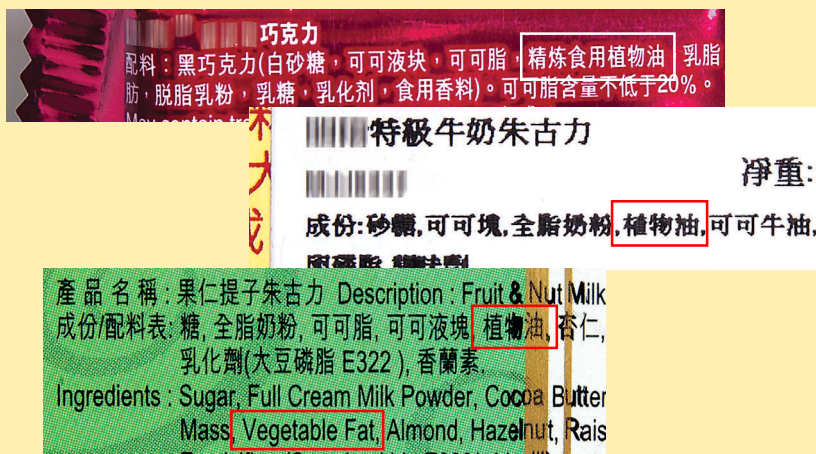 巧克力
配料：黑巧克力(白砂糖，可可液块，可可脂，精炼食用植物油，乳脂
肪，脱脂乳粉，乳糖，乳化剂，食用香料)。可可脂含量不低于20%。
May contain
特級牛奶朱古力
淨重:
成份:砂糖,可可塊,全脂奶粉,植物油,可可牛油,
產品名稱 : 果仁提子朱古力 Description : Fruit & Nut Milk
成份/配料表: 糖, 全脂奶粉, 可可脂, 可可液塊, 植物油, 杏仁,
乳化劑(大豆磷脂 E322 ), 香蘭素.
Ingredients : Sugar, Full Cream Milk Powder, Cocoa Butter
Mass, Vegetable Fat, Almond, Hazelnut, Rais